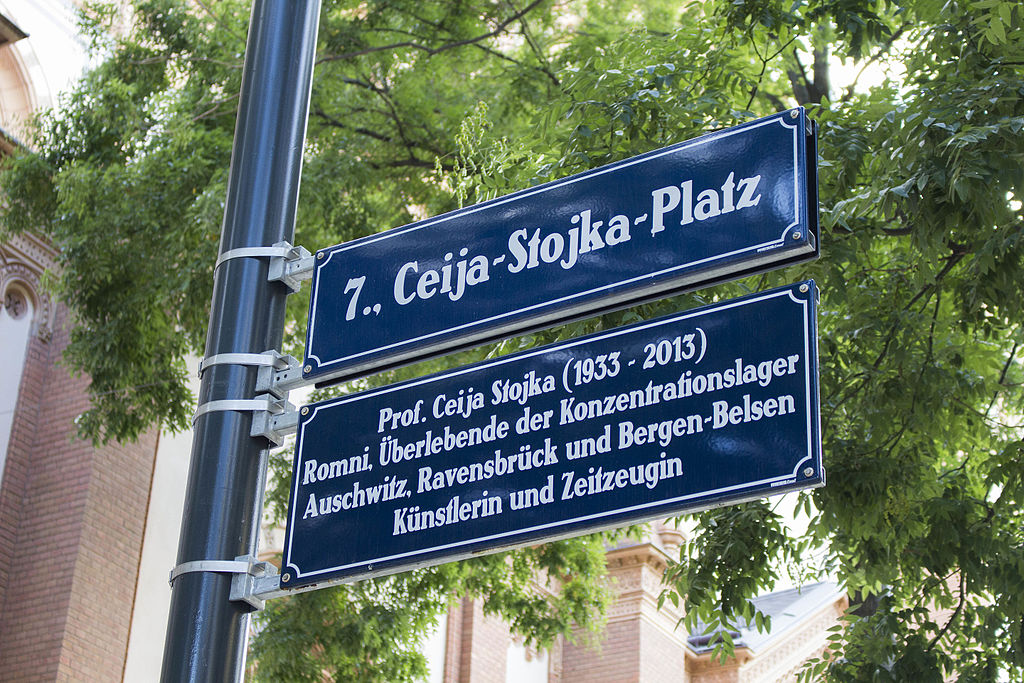 7., Ceija-Stojka-Platz
Prof. Ceija Stojka (1933 - 2013)
Romni, Überlebende der Konzentrationslager
Auschwitz, Ravensbrück und Bergen-Belsen
Künstlerin und Zeitzeugin